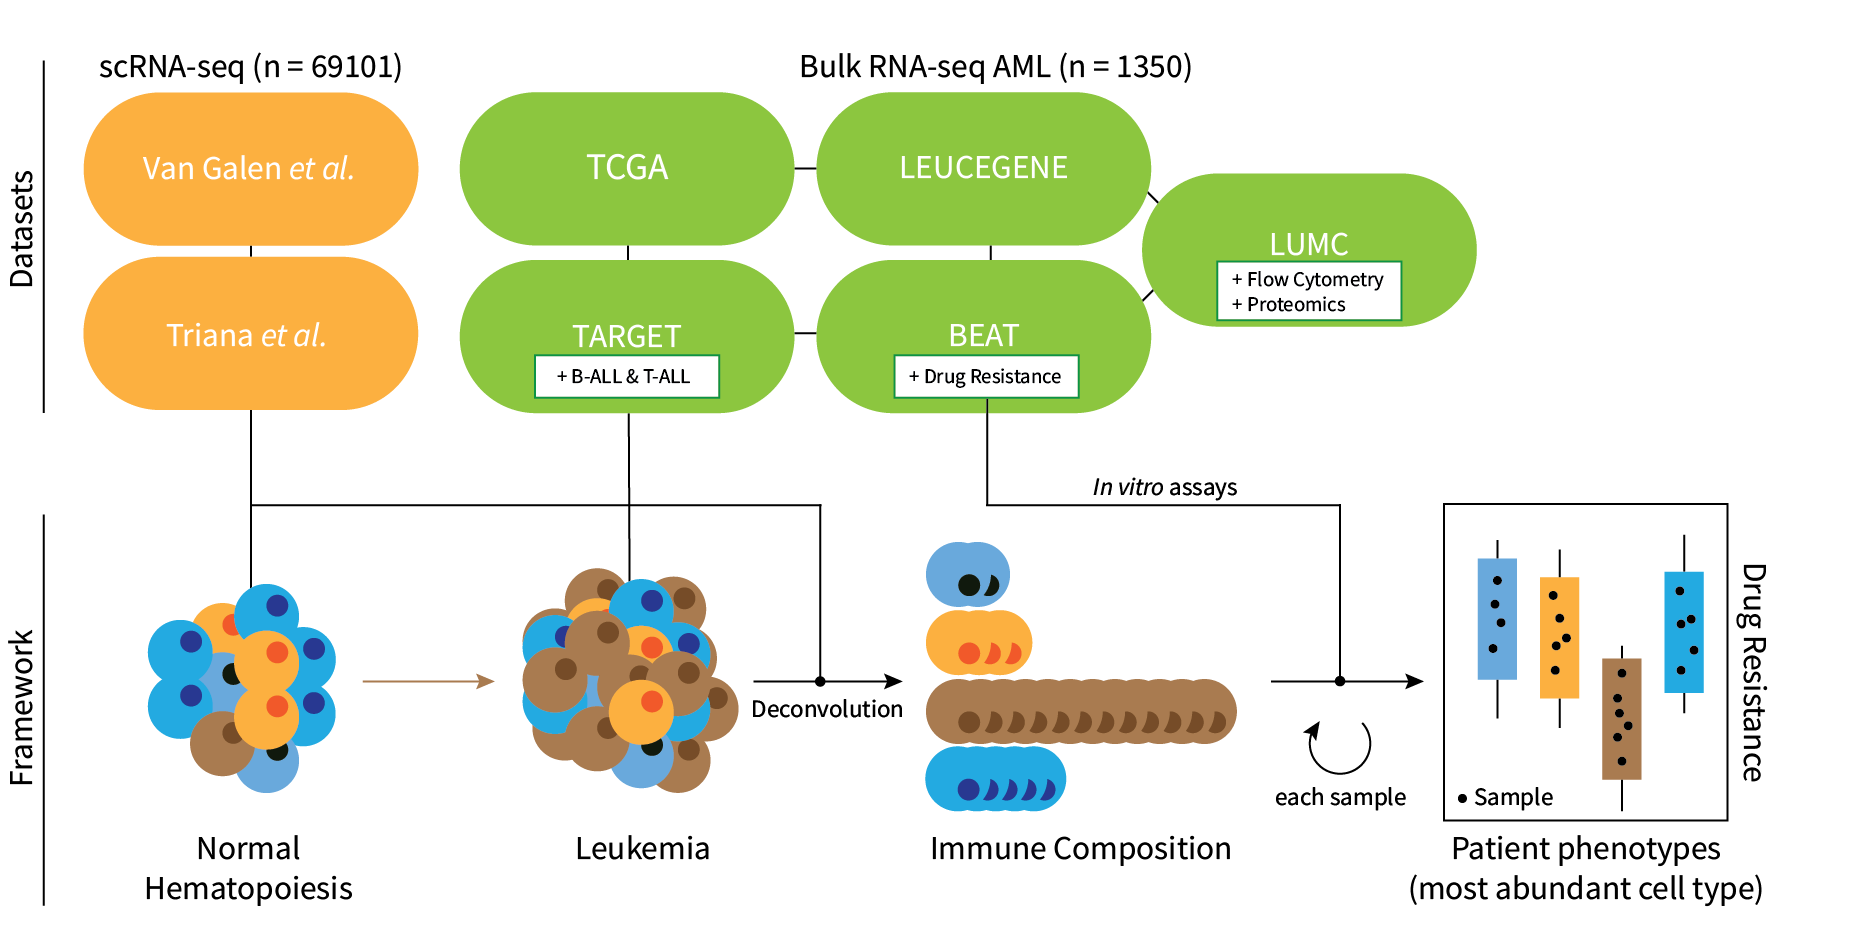 scRNA-seq (n = 69101)
Bulk RNA-seq AML (n = 1350)
Datasets
Van Galen et al.
TCGA
LEUCEGENE
LUMC
+ Flow Cytometry
+ Proteomics
Triana et al.
TARGET
+ B-ALL & T-ALL
BEAT
+ Drug Resistance
In vitro assays
Framework
Deconvolution
each sample
Sample
Drug Resistance
Normal
Hematopoiesis
Leukemia
Immune Composition
Patient phenotypes
(most abundant cell type)